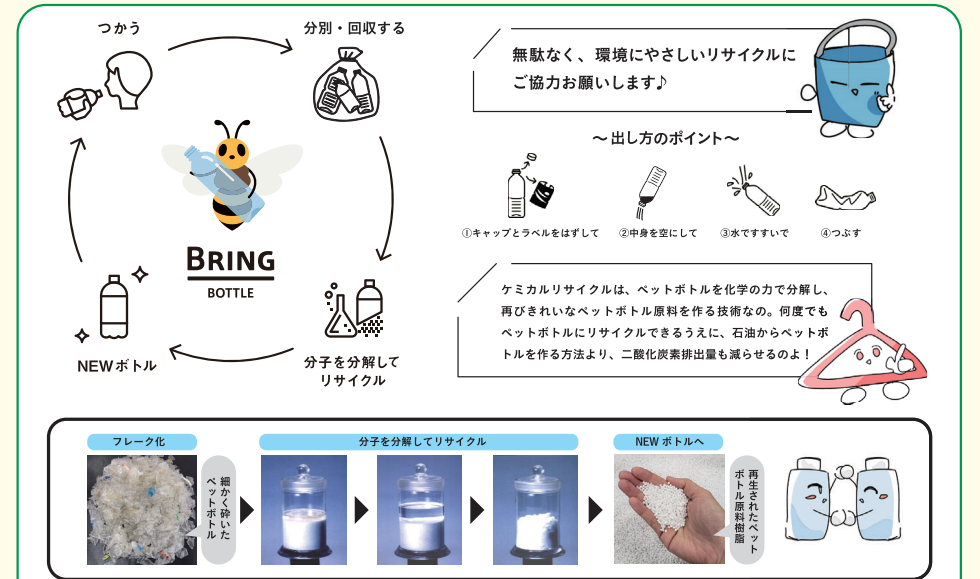 つかう
分別・回収する
無駄なく、環境にやさしいリサイクルに
ご協力お願いします♪
〜出し方のポイント〜
①キャップとラベルをはずして
②中身を空にして
③水ですすいで
④つぶす
BRING
BOTTLE
NEWボトル
分子を分解して
リサイクル
ケミカルリサイクルは、ペットボトルを化学の力で分解し、
再びきれいなペットボトル原料を作る技術なの。何度でも
ペットボトルにリサイクルできるうえに、石油からペットボ
トルを作る方法より、二酸化炭素排出量も減らせるのよ！
フレーク化
細かく砕いた
ペットボトル
分子を分解してリサイクル
NEW ボトルへ
再生されたペット
ボトル原料樹脂